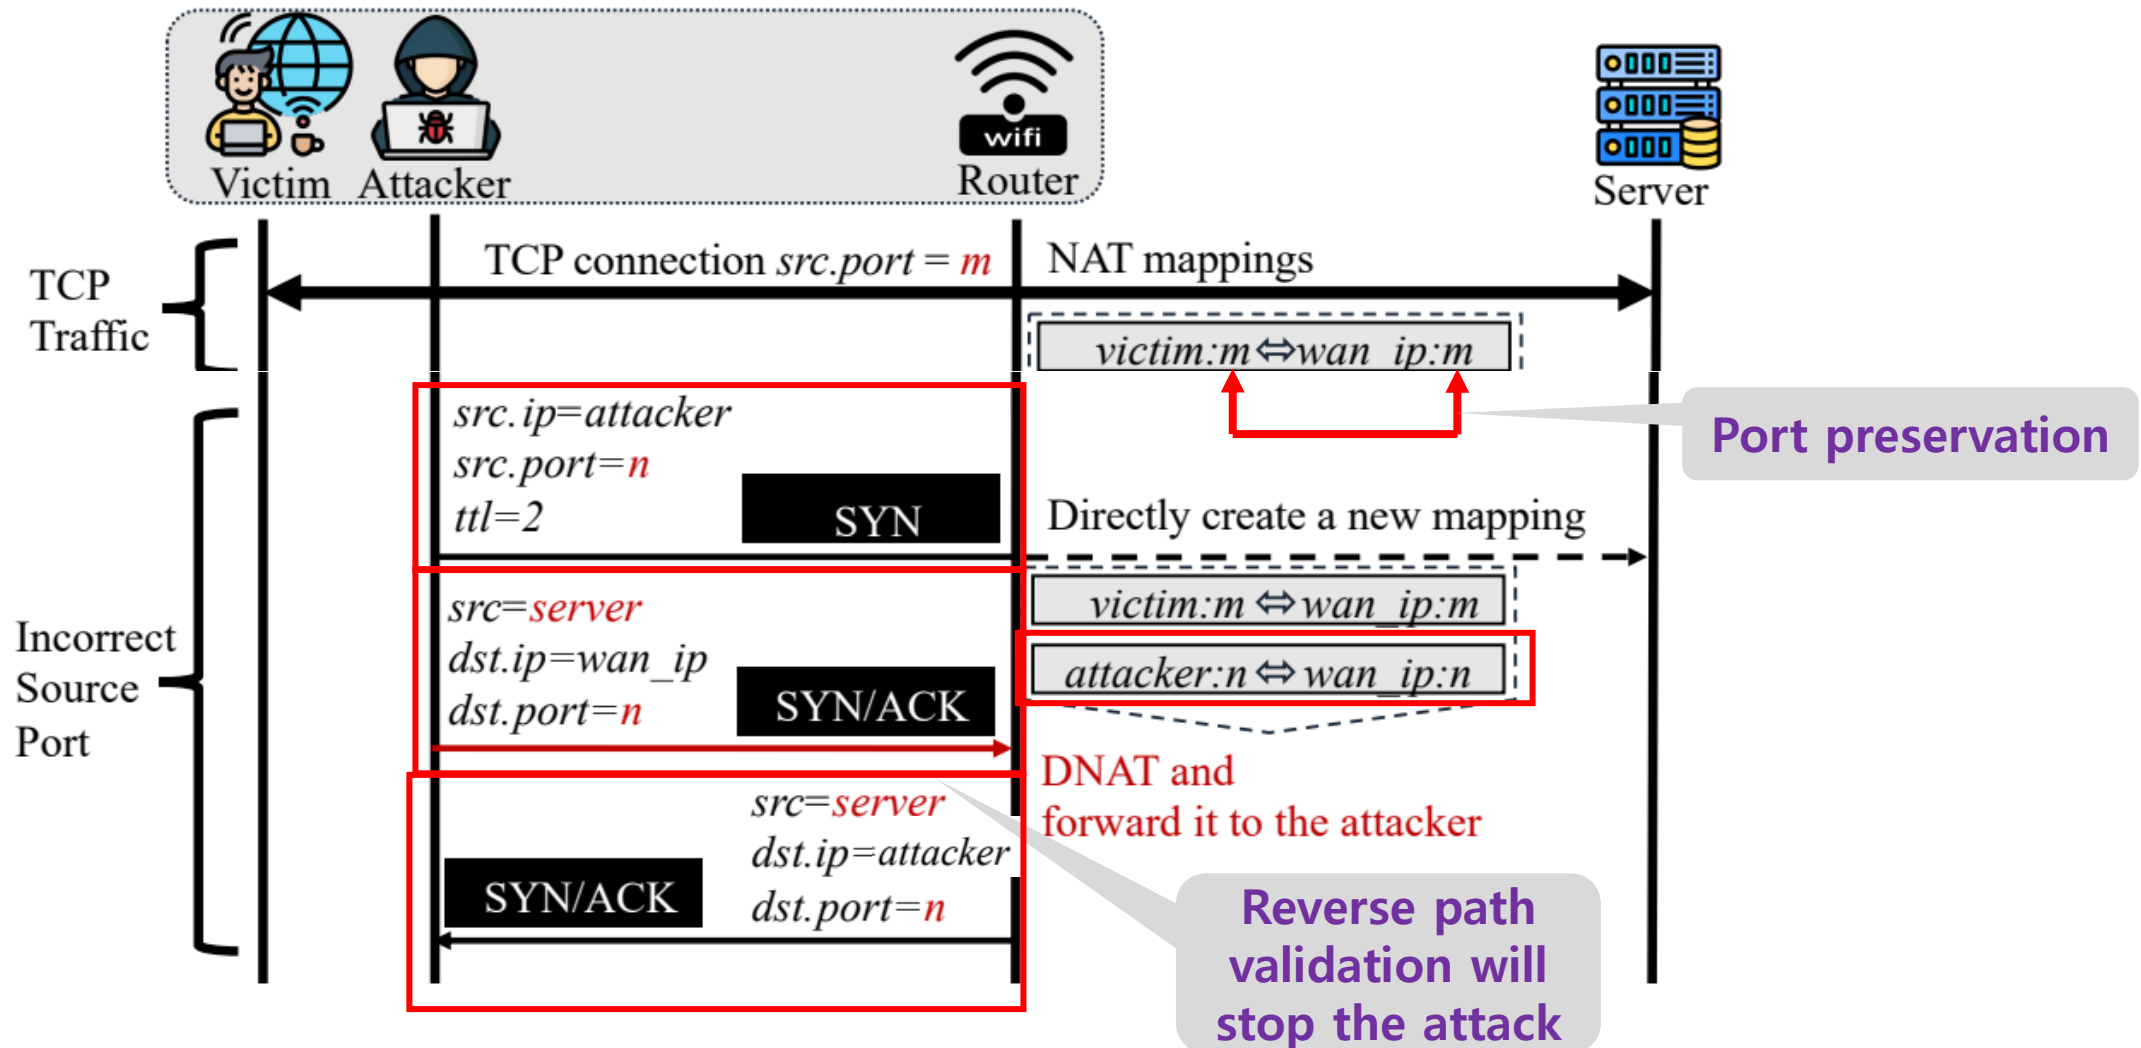 wifi
Victim
Attacker
Router
Server
TCP
Traffic
TCP connection src.port = m
NAT mappings
victim:m⇔wan_ip:m
Port preservation
Incorrect
Source
Port
src.ip=attacker
src.port=n
ttl=2
SYN
Directly create a new mapping
victim:m⇔wan_ip:m
attacker:n⇔wan_ip:n
src=server
dst.ip=wan_ip
dst.port=n
SYN/ACK
DNAT and
forward it to the attacker
src=server
dst.ip=attacker
dst.port=n
SYN/ACK
Reverse path
validation will
stop the attack